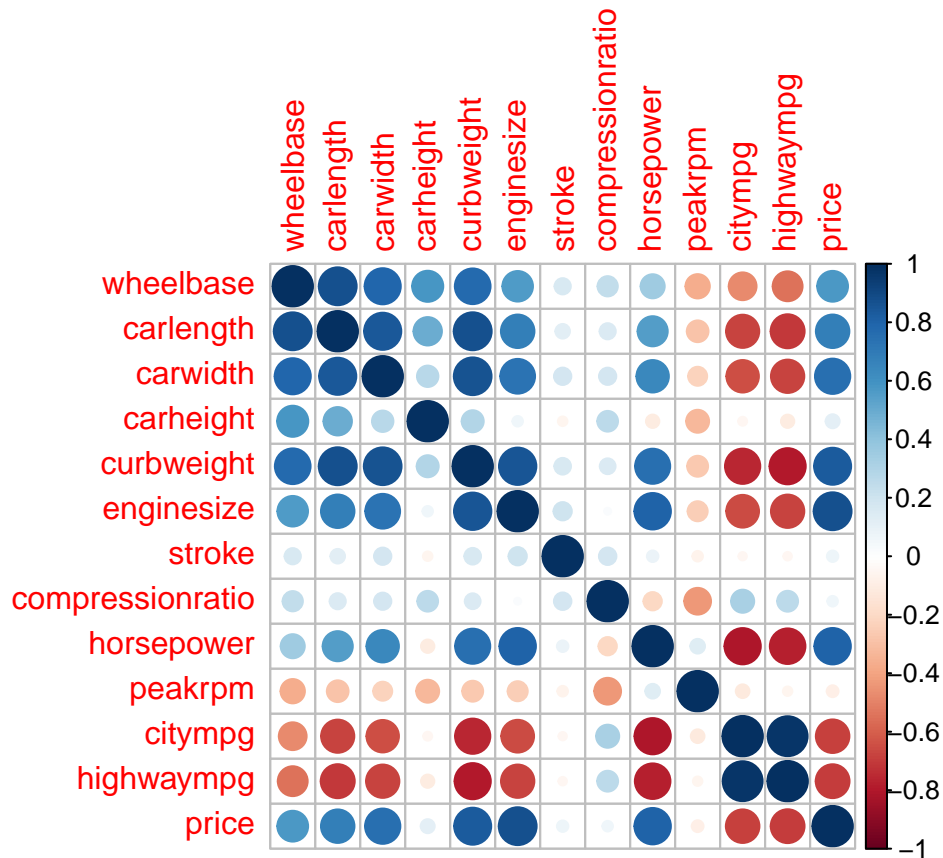 wheelbase
carlength
carwidth
carheight
curbweight
enginesize
stroke
compressionratio
horsepower
peakrpm
citympg
highwaympg
price
wheelbase
carlength
carwidth
carheight
curbweight
enginesize
stroke
compressionratio
horsepower
peakrpm
citympg
highwaympg
price
1
0.8
0.6
0.4
0.2
0
−0.2
−0.4
−0.6
−0.8
−1